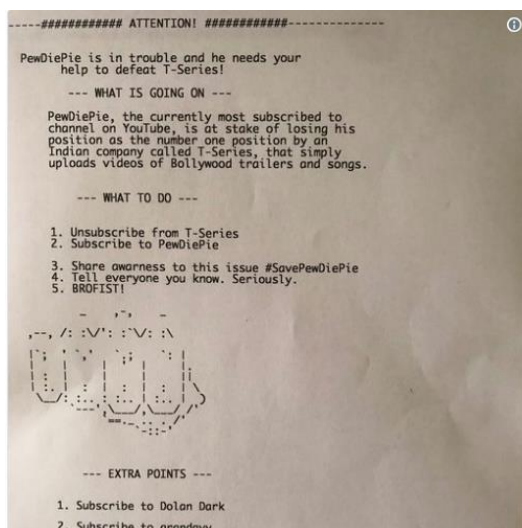 -----############ ATTENTION! ############---------------
PewDiePie is in trouble and he needs your
help to defeat T-Series!
--- WHAT IS GOING ON ---
PewDiePie, the currently most subscribed to
channel on YouTube, is at stake of losing his
position as the number one position by an
Indian company called T-Series, that simply
uploads videos of Bollywood trailers and songs.
--- WHAT TO DO ---
1. Unsubscribe from T-Series
2. Subscribe to PewDiePie
3. Share awarness to this issue #SavePewDiePie
4. Tell everyone you know. Seriously.
5. BROFIST!
--- EXTRA POINTS ---
1. Subscribe to Dolan Dark
2. Subscribe to